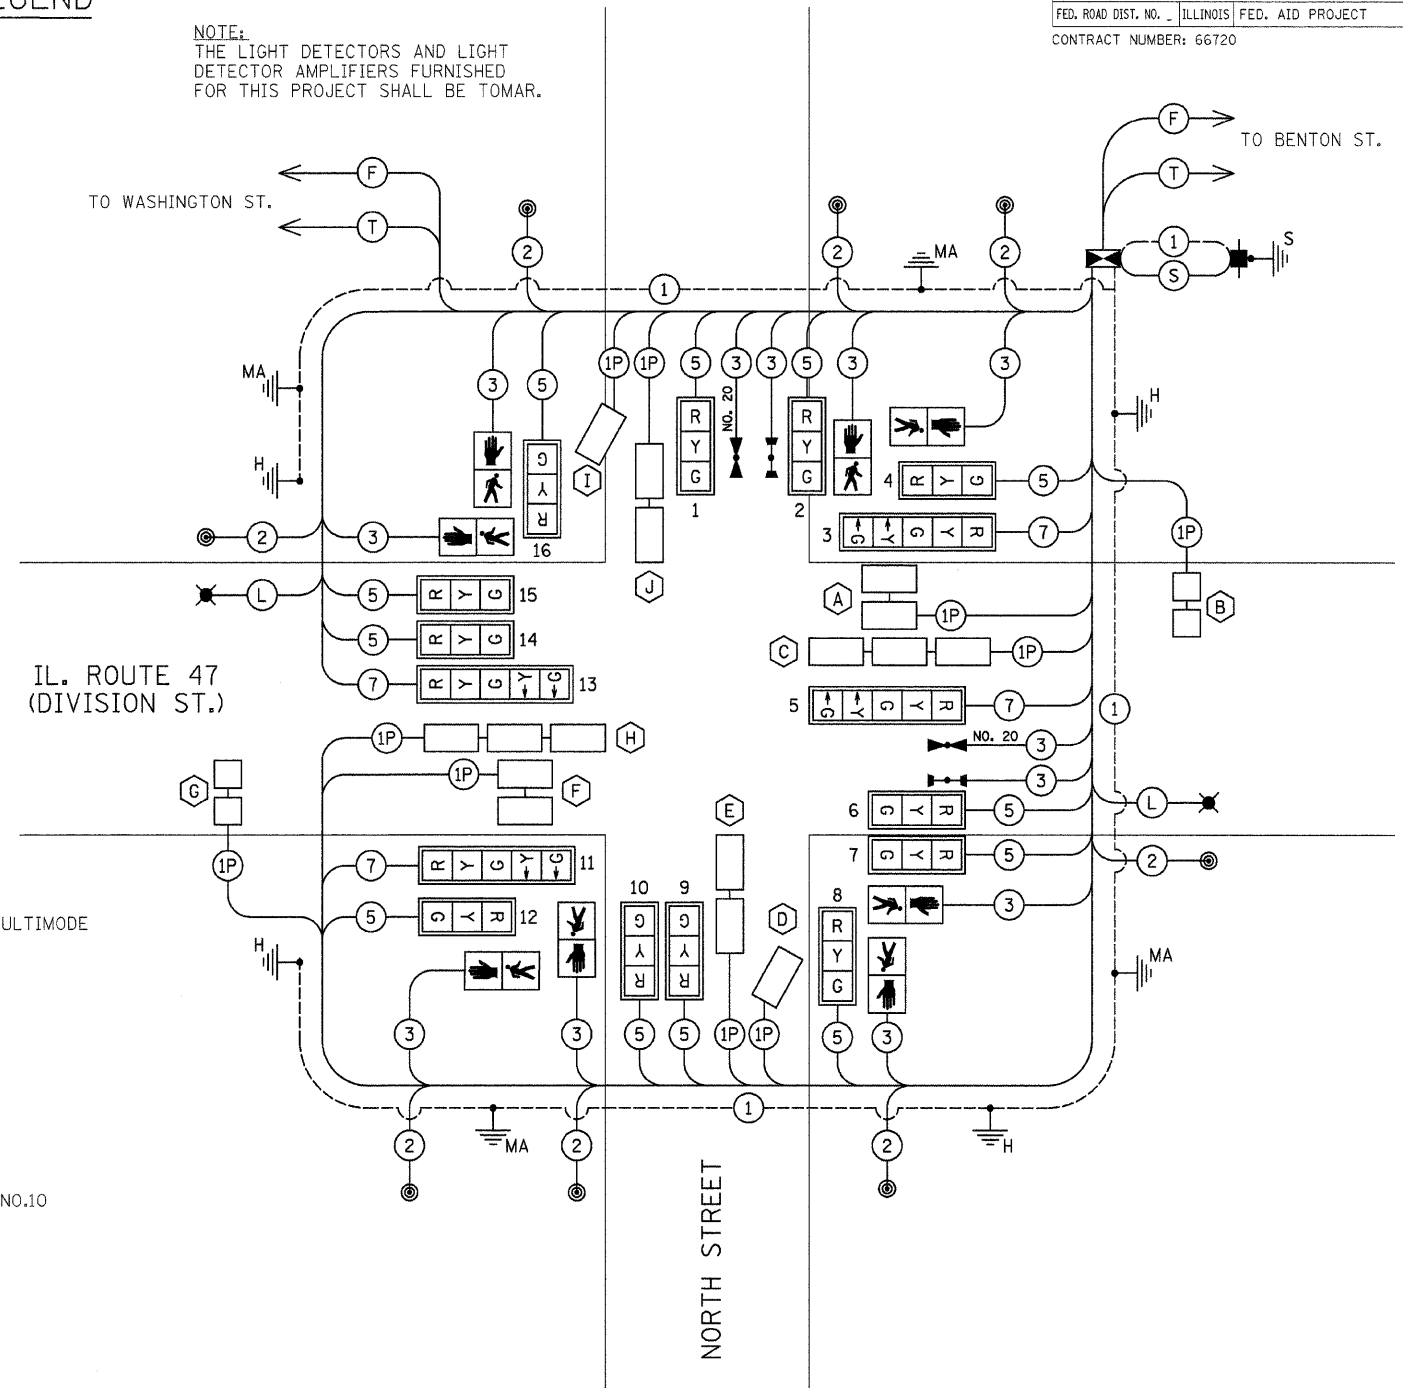 FED. ROAD DIST. NO. _ ILLINOIS FED. AID PROJECT
CONTRACT NUMBER: 66720
NOTE:
THE LIGHT DETECTORS AND LIGHT
DETECTOR AMPLIFIERS FURNISHED
FOR THIS PROJECT SHALL BE TOMAR.
F
TO BENTON ST.
T
F
TO WASHINGTON ST.
T
2
2
2
1
S
S
MA
1
MA
H
H
3
5
1P
1P
5
3
3
5
3
3
NO. 20
R
Y
G
1
R
Y
G
2
G
Y
R
16
I
J
4
R Y G
5
3
G Y G Y R
7
1P
B
2
3
L
5
R Y G
15
5
R Y G
14
7
R Y G Y G
13
A
1P
C
1P
IL. ROUTE 47
(DIVISION ST.)
5
G Y G Y R
7
1
NO. 20
3
3
1P
H
1P
F
G
6
G Y R
5
L
E
1P
7
R Y G Y G
11
7
G Y R
5
2
5
G Y R
12
ULTIMODE
10
G
Y
R
9
G
Y
R
D
8
R
Y
G
3
H
MA
3
3
5
5
1P
1P
5
3
1
2
MA
2
2
H
NO.10
NORTH STREET